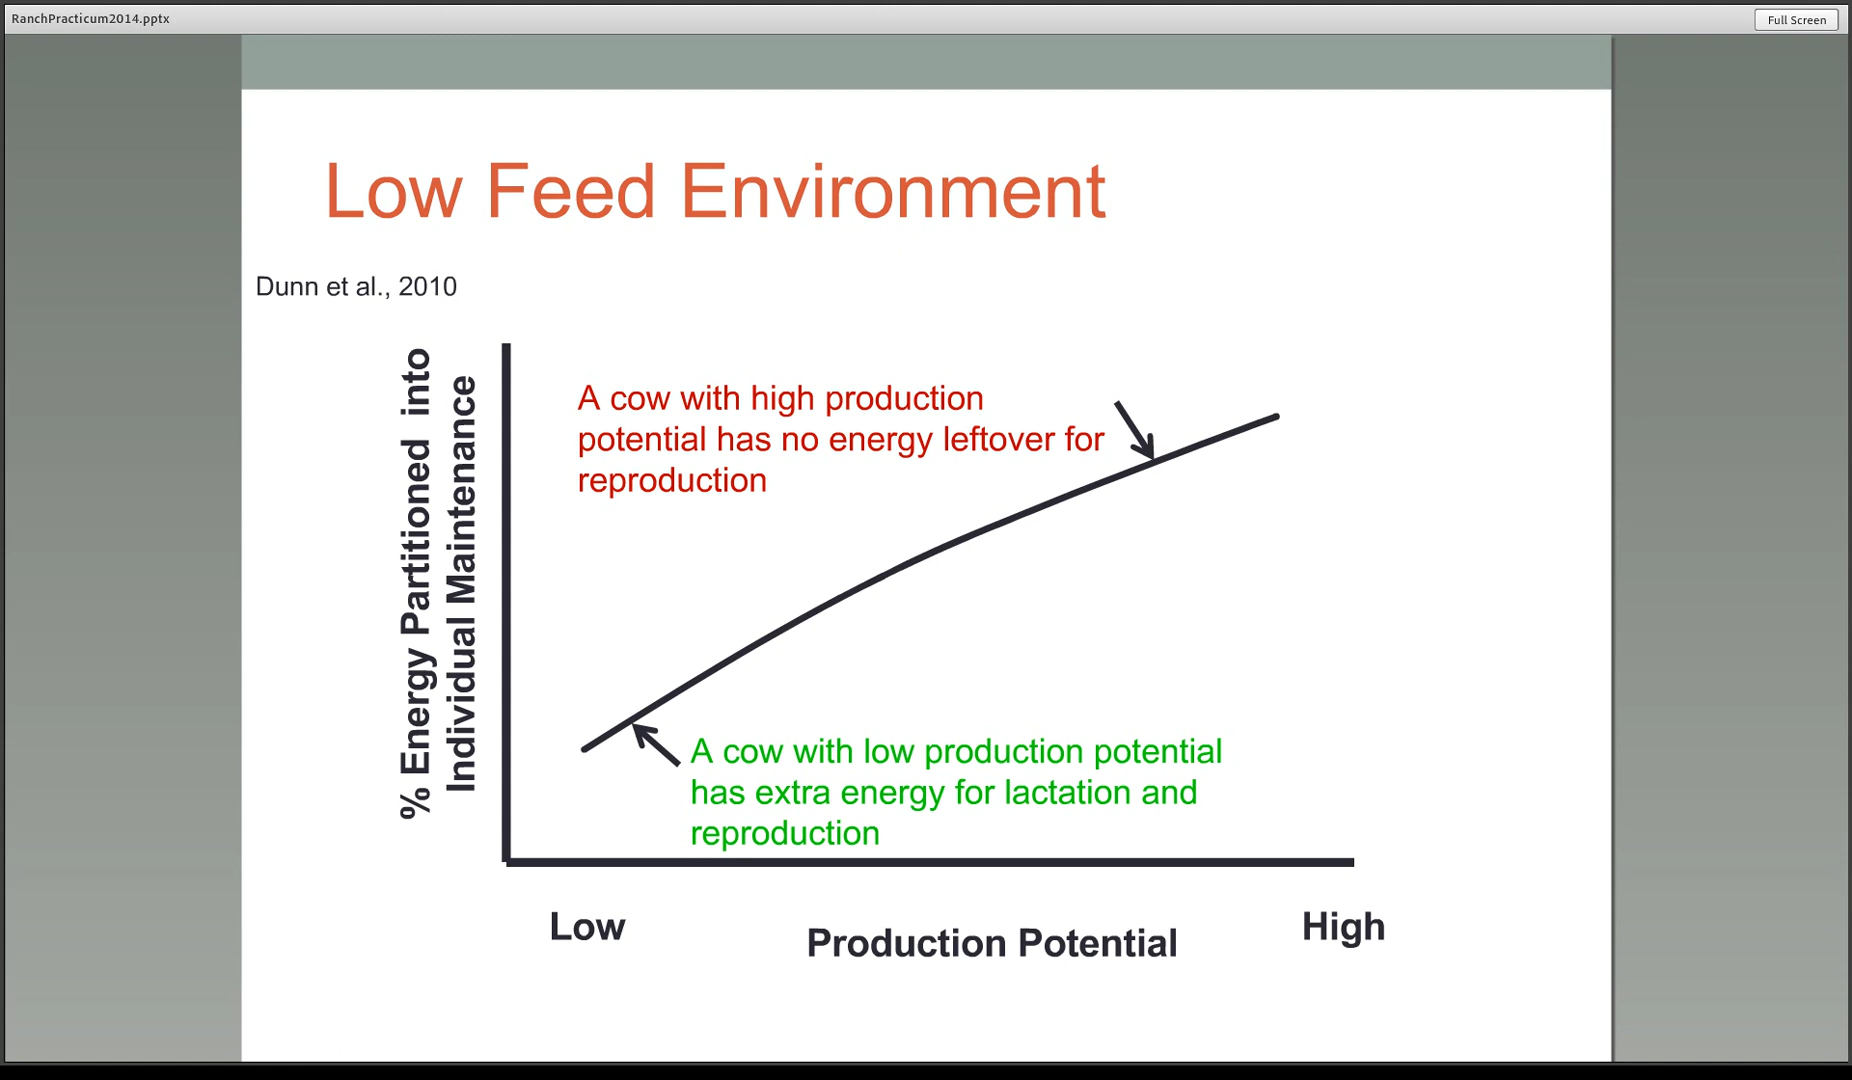 RanchPracticum2014.pptx
Full Screen
Low Feed Environment
Dunn et al., 2010
% Energy Partitioned into
Individual Maintenance
A cow with high production
potential has no energy leftover for
reproduction
A cow with low production potential
has extra energy for lactation and
reproduction
Low
Production Potential
High